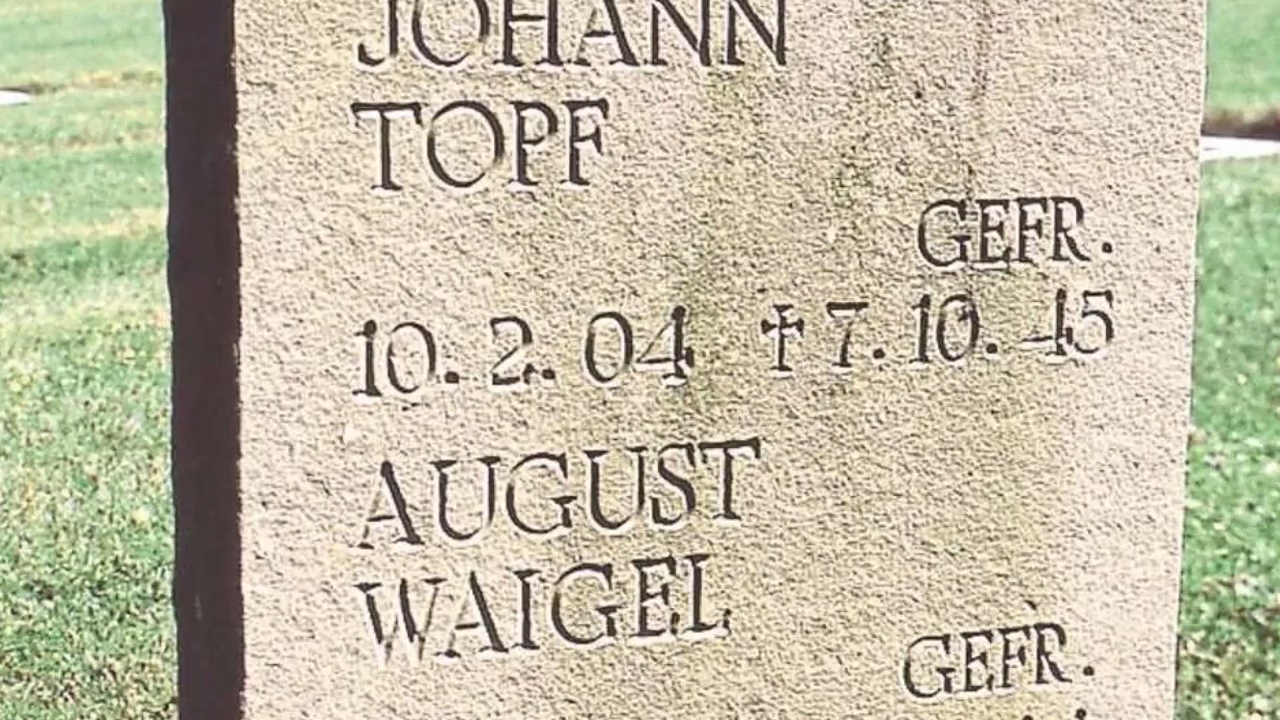 JOHANN
TOPF
GEFR.
10. 2. 04 † 7. 10. 45
AUGUST
WAIGEL
GEFR.